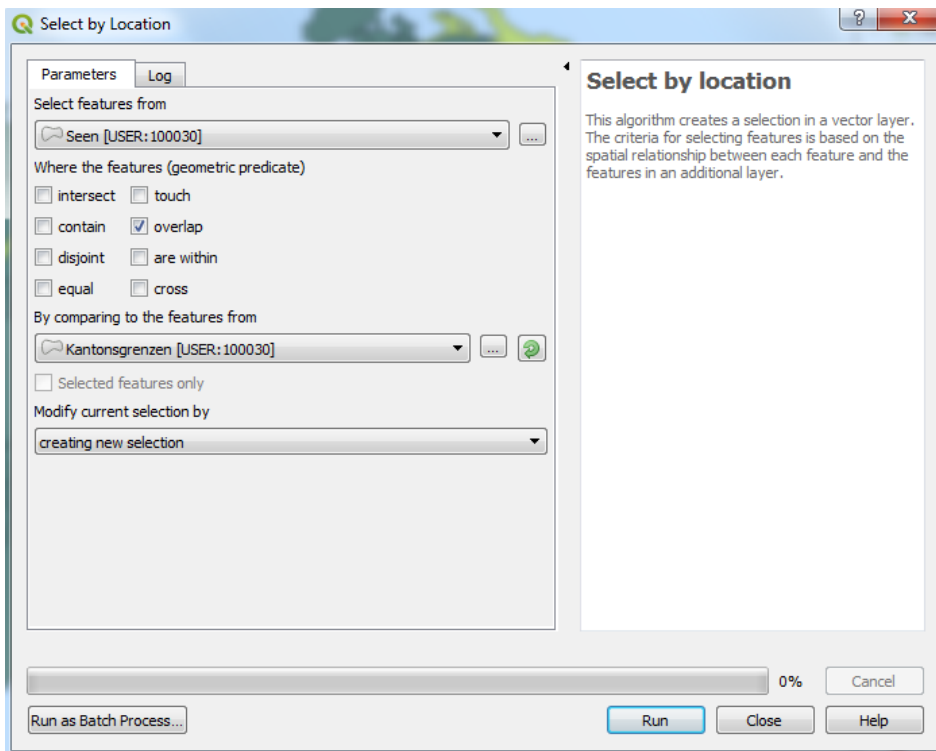 Select by Location
Parameters Log
Select features from
Seen [USER:100030]
...
Where the features (geometric predicate)
intersect touch
contain overlap
disjoint are within
equal cross
By comparing to the features from
Kantonsgrenzen [USER:100030]
...
Selected features only
Modify current selection by
creating new selection
Select by location
This algorithm creates a selection in a vector layer.
The criteria for selecting features is based on the
spatial relationship between each feature and the
features in an additional layer.
0% Cancel
Run as Batch Process... Run Close Help